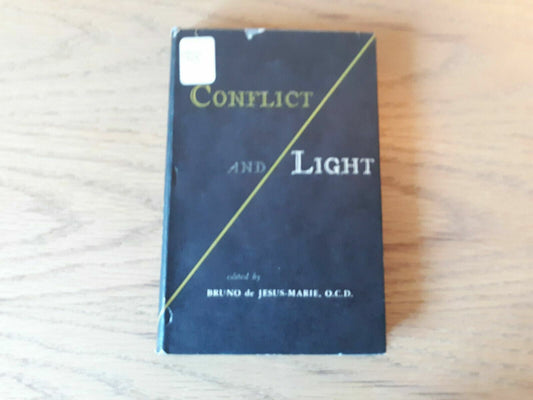 CONFLICT
AND LIGHT
edited by
BRUNO de JESUS-MARIE, O.C.D.